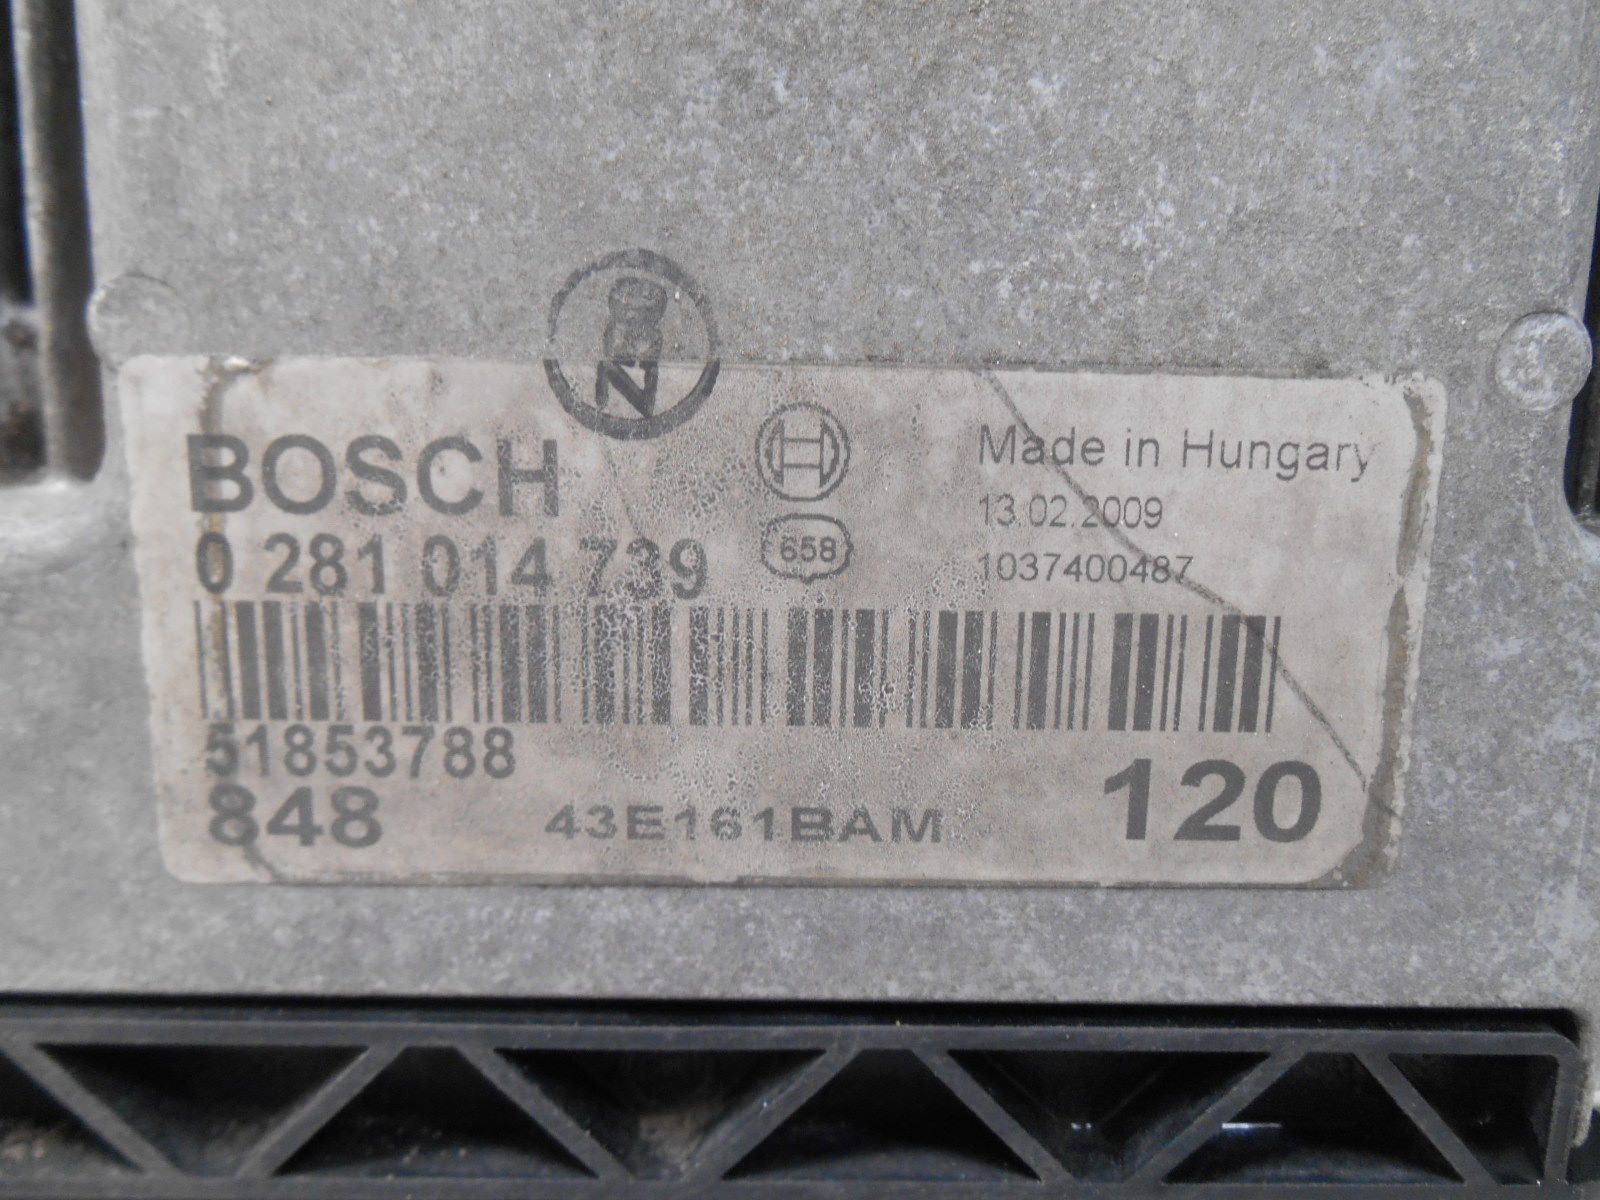 BOSCH
Made in Hungary
13.02.2009
0 281 014 739
658
1037400487
51853788
848
43E161BAM
120